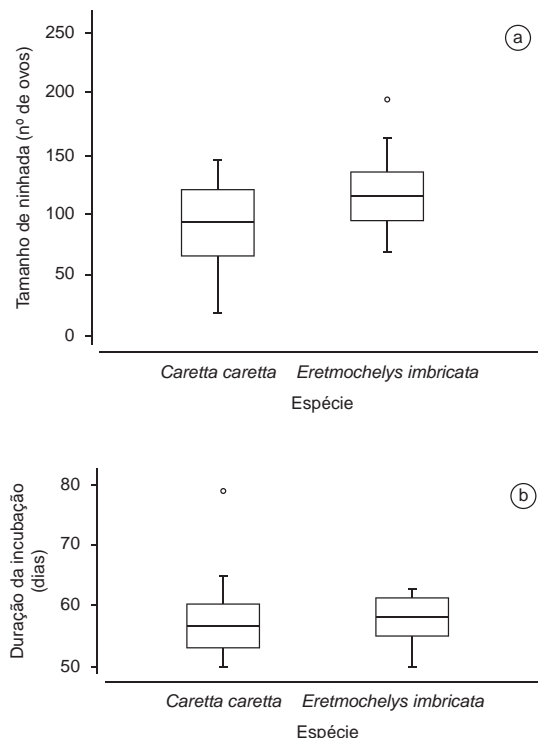 250
200
150
100
50
0
Tamanho de ninhada (nº de ovos)
a
Caretta caretta Eretmochelys imbricata
Espécie
80
70
60
50
Duração da incubação
(dias)
b
Caretta caretta Eretmochelys imbricata
Espécie